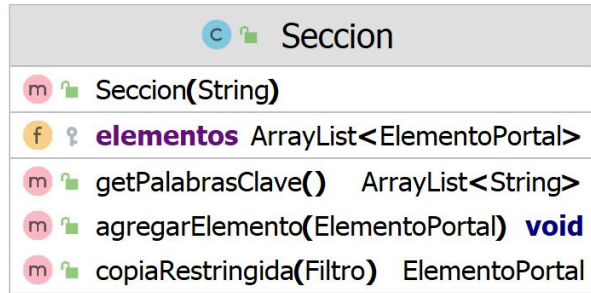 c Seccion
m Seccion(String)
f elementos ArrayList<ElementoPortal>
m getPalabrasClave() ArrayList<String>
m agregarElemento(ElementoPortal) void
m copiaRestringida(Filtro) ElementoPortal